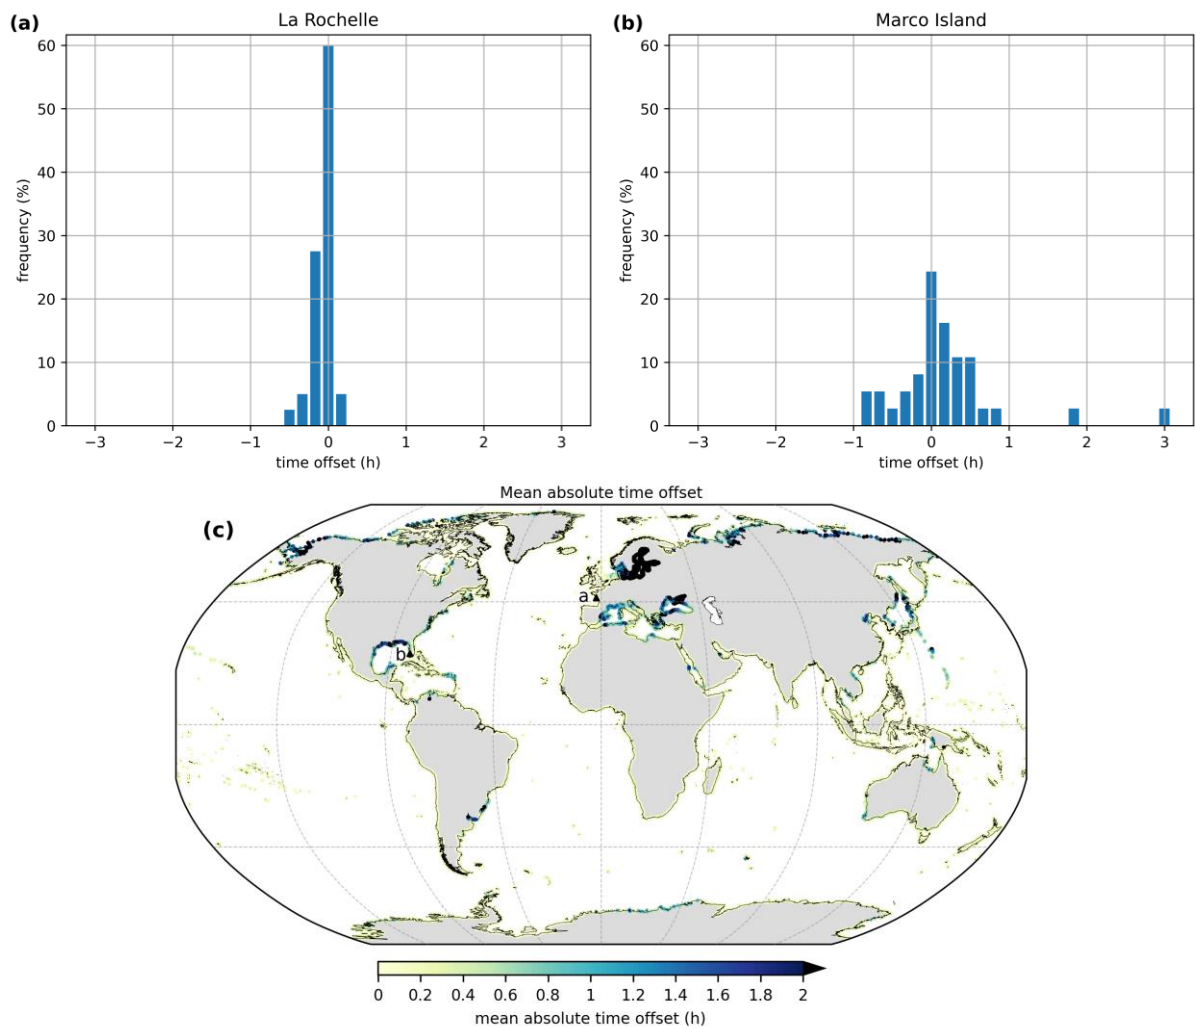 (a) La Rochelle
60
50
40
30
20
10
0
frequency (%)
−3 −2 −1 0 1 2 3
time offset (h)
(b) Marco Island
60
50
40
30
20
10
0
frequency (%)
−3 −2 −1 0 1 2 3
time offset (h)
Mean absolute time offset
(c)
a
b
0 0.2 0.4 0.6 0.8 1 1.2 1.4 1.6 1.8 2
mean absolute time offset (h)